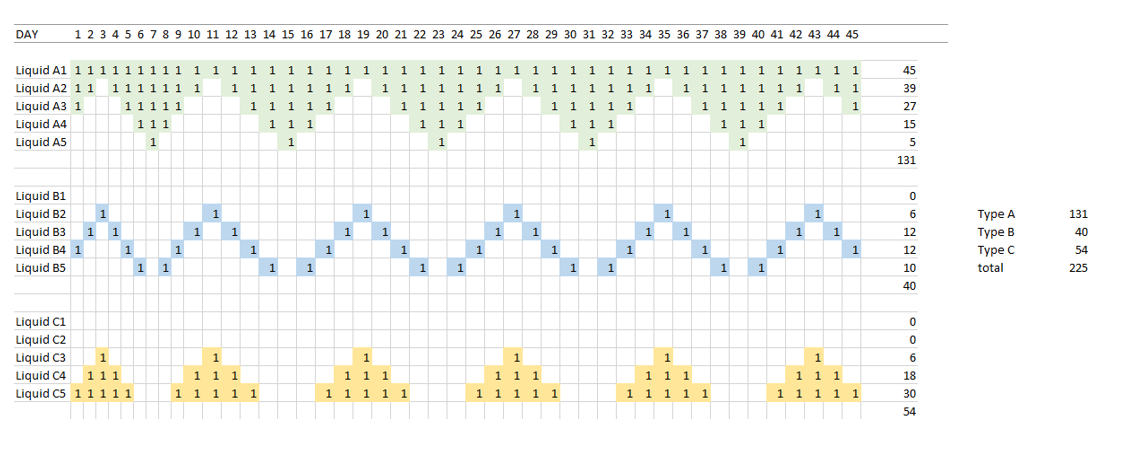 DAY 1 2 3 4 5 6 7 8 9 10 11 12 13 14 15 16 17 18 19 20 21 22 23 24 25 26 27 28 29 30 31 32 33 34 35 36 37 38 39 40 41 42 43 44 45
Liquid A1 1 1 1 1 1 1 1 1 1 1 1 1 1 1 1 1 1 1 1 1 1 1 1 1 1 1 1 1 1 1 1 1 1 1 1 1 1 1 1 1 1 1 1 1 1 45
Liquid A2 1 1 1 1 1 1 1 1 1 1 1 1 1 1 1 1 1 1 1 1 1 1 1 1 1 1 1 1 1 1 1 1 1 1 1 1 1 1 1 39
Liquid A3 1 1 1 1 1 1 1 1 1 1 1 1 1 1 1 1 1 1 1 1 1 1 1 1 1 1 1 27
Liquid A4 1 1 1 1 1 1 1 1 1 1 1 1 1 1 1 15
Liquid A5 1 1 1 1 1 5
131
Liquid B1 0
Liquid B2 1 1 1 1 1 1 6 Type A 131
Liquid B3 1 1 1 1 1 1 1 1 1 1 1 1 12 Type B 40
Liquid B4 1 1 1 1 1 1 1 1 1 1 1 1 12 Type C 54
Liquid B5 1 1 1 1 1 1 1 1 1 1 10 total 225
40
Liquid C1 0
Liquid C2 0
Liquid C3 1 1 1 1 1 1 6
Liquid C4 1 1 1 1 1 1 1 1 1 1 1 1 1 1 1 1 1 1 18
Liquid C5 1 1 1 1 1 1 1 1 1 1 1 1 1 1 1 1 1 1 1 1 1 1 1 1 1 1 1 1 1 1 30
54